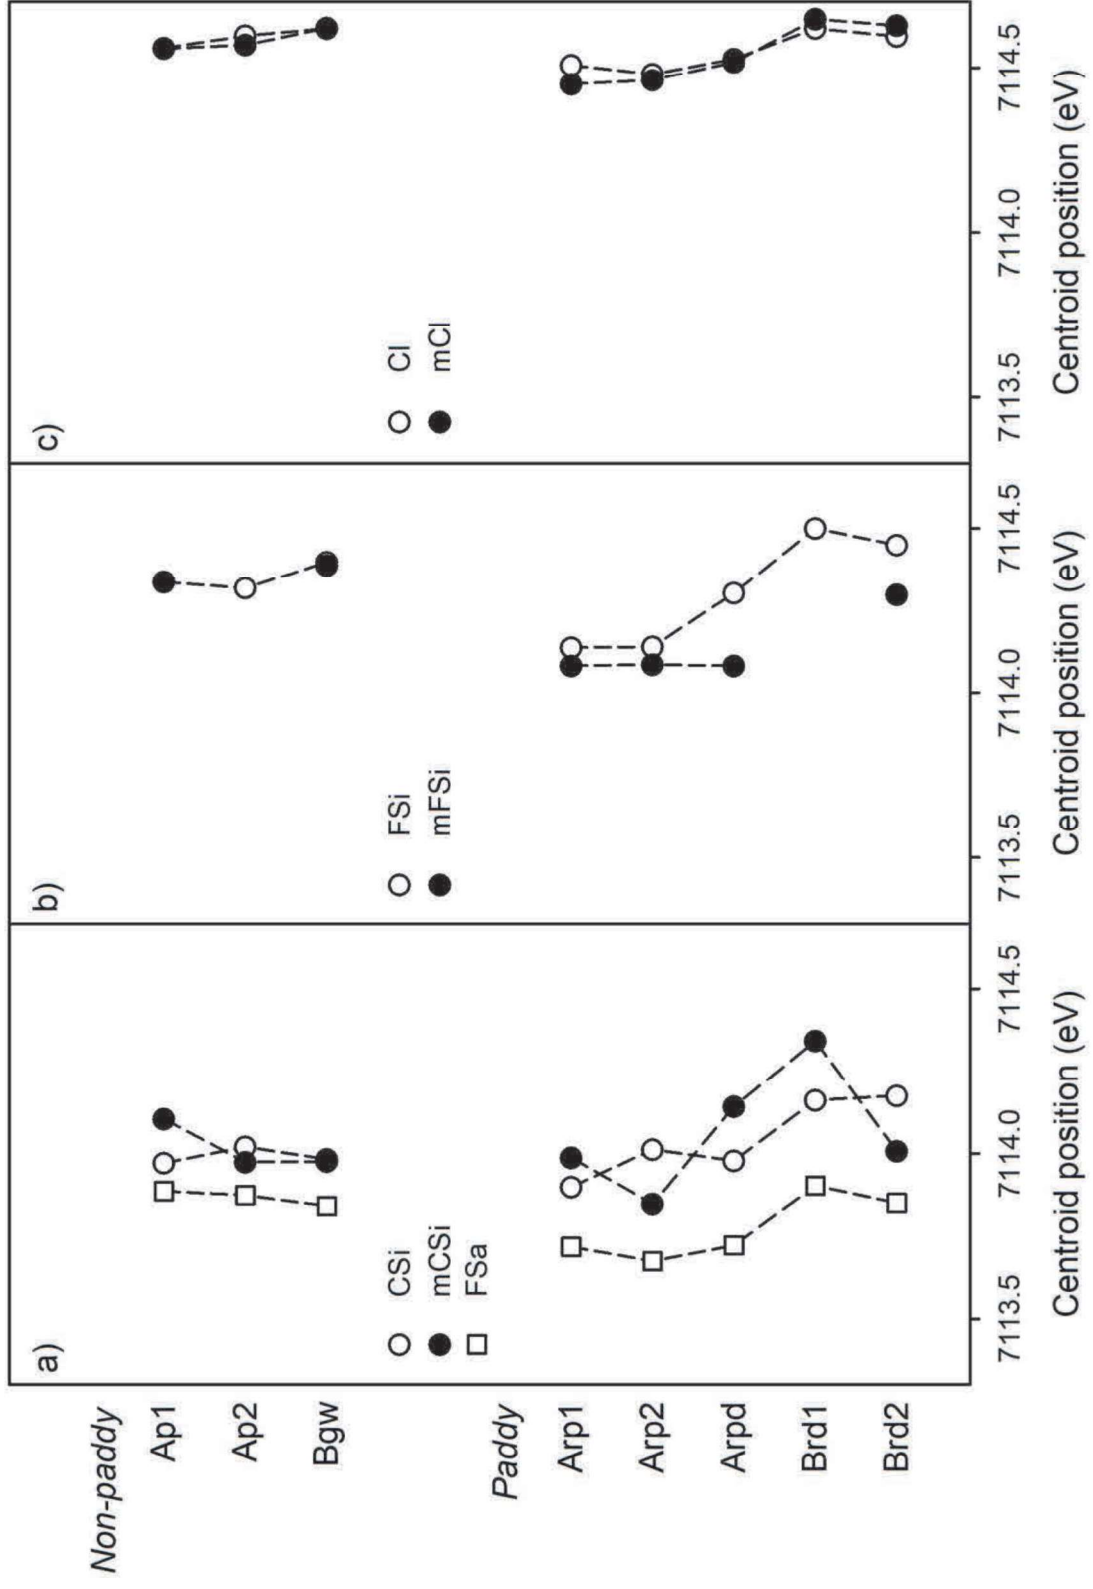 a)
b)
c)
Non-paddy
Ap1
Ap2
Bgw
Paddy
Arp1
Arp2
Arpd
Brd1
Brd2
CSi
mCSi
FSa
FSi
mFSi
Cl
mCl
7113.5 7114.0 7114.5
Centroid position (eV)
7113.5 7114.0 7114.5
Centroid position (eV)
7113.5 7114.0 7114.5
Centroid position (eV)